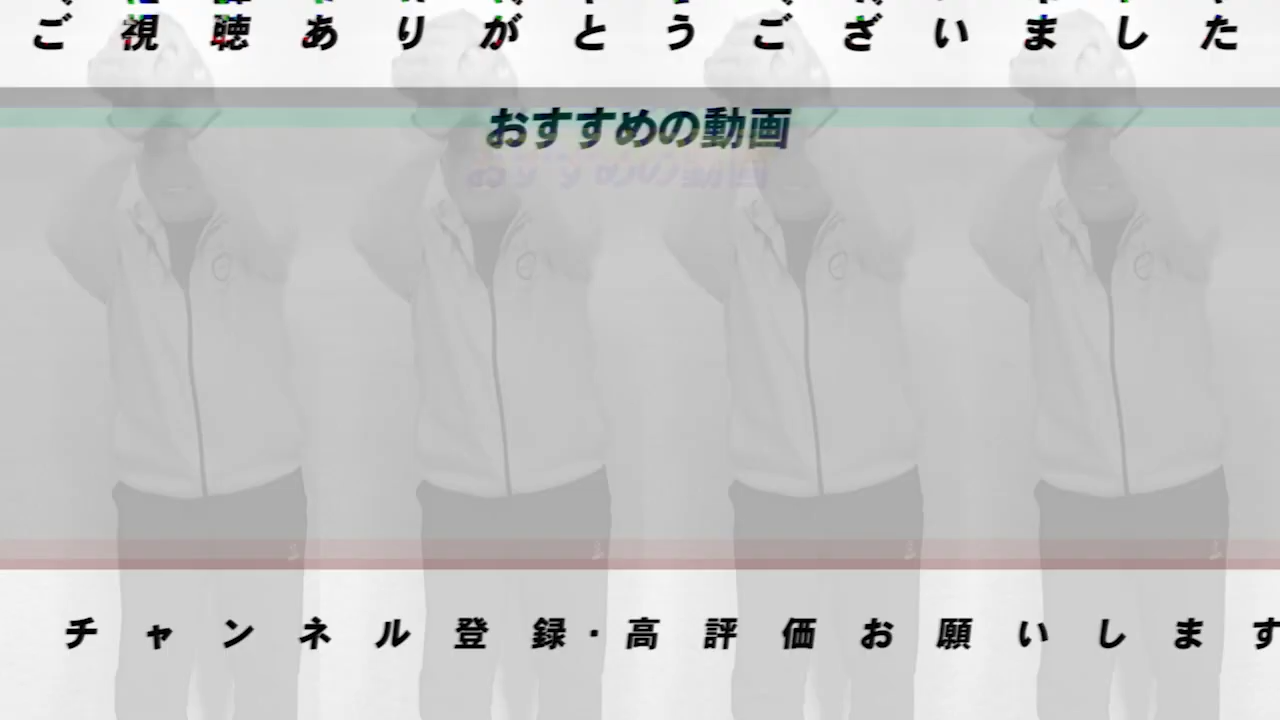 ご視聴ありがとうございました
おすすめの動画
チャンネル登録・高評価お願いします